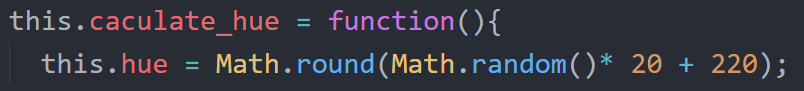 this.caculate_hue = function(){
this.hue = Math.round(Math.random()* 20 + 220);